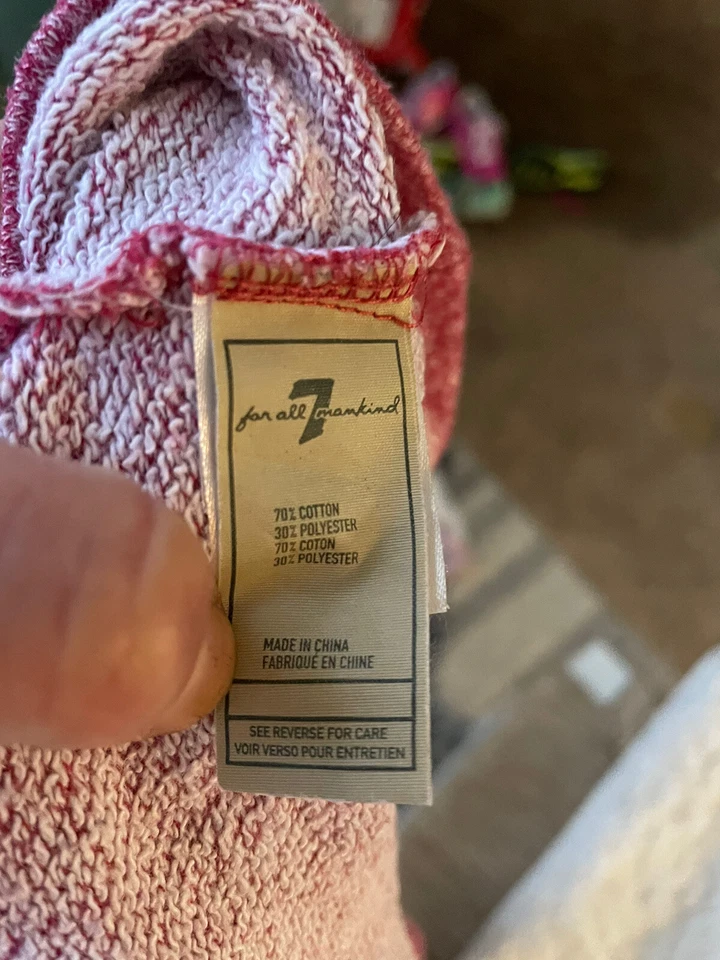 for all 7 mankind
70% COTTON
30% POLYESTER
70% COTON
30% POLYESTER
MADE IN CHINA
FABRIQUÉ EN CHINE
SEE REVERSE FOR CARE
VOIR VERSO POUR ENTRETIEN